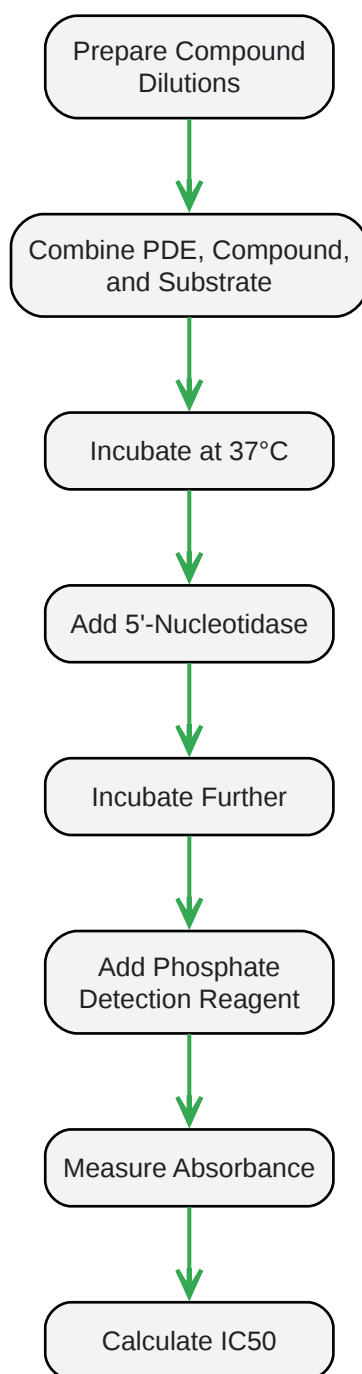 Prepare Compound
Dilutions
Combine PDE, Compound,
and Substrate
Incubate at 37°C
Add 5'-Nucleotidase
Incubate Further
Add Phosphate
Detection Reagent
Measure Absorbance
Calculate IC50